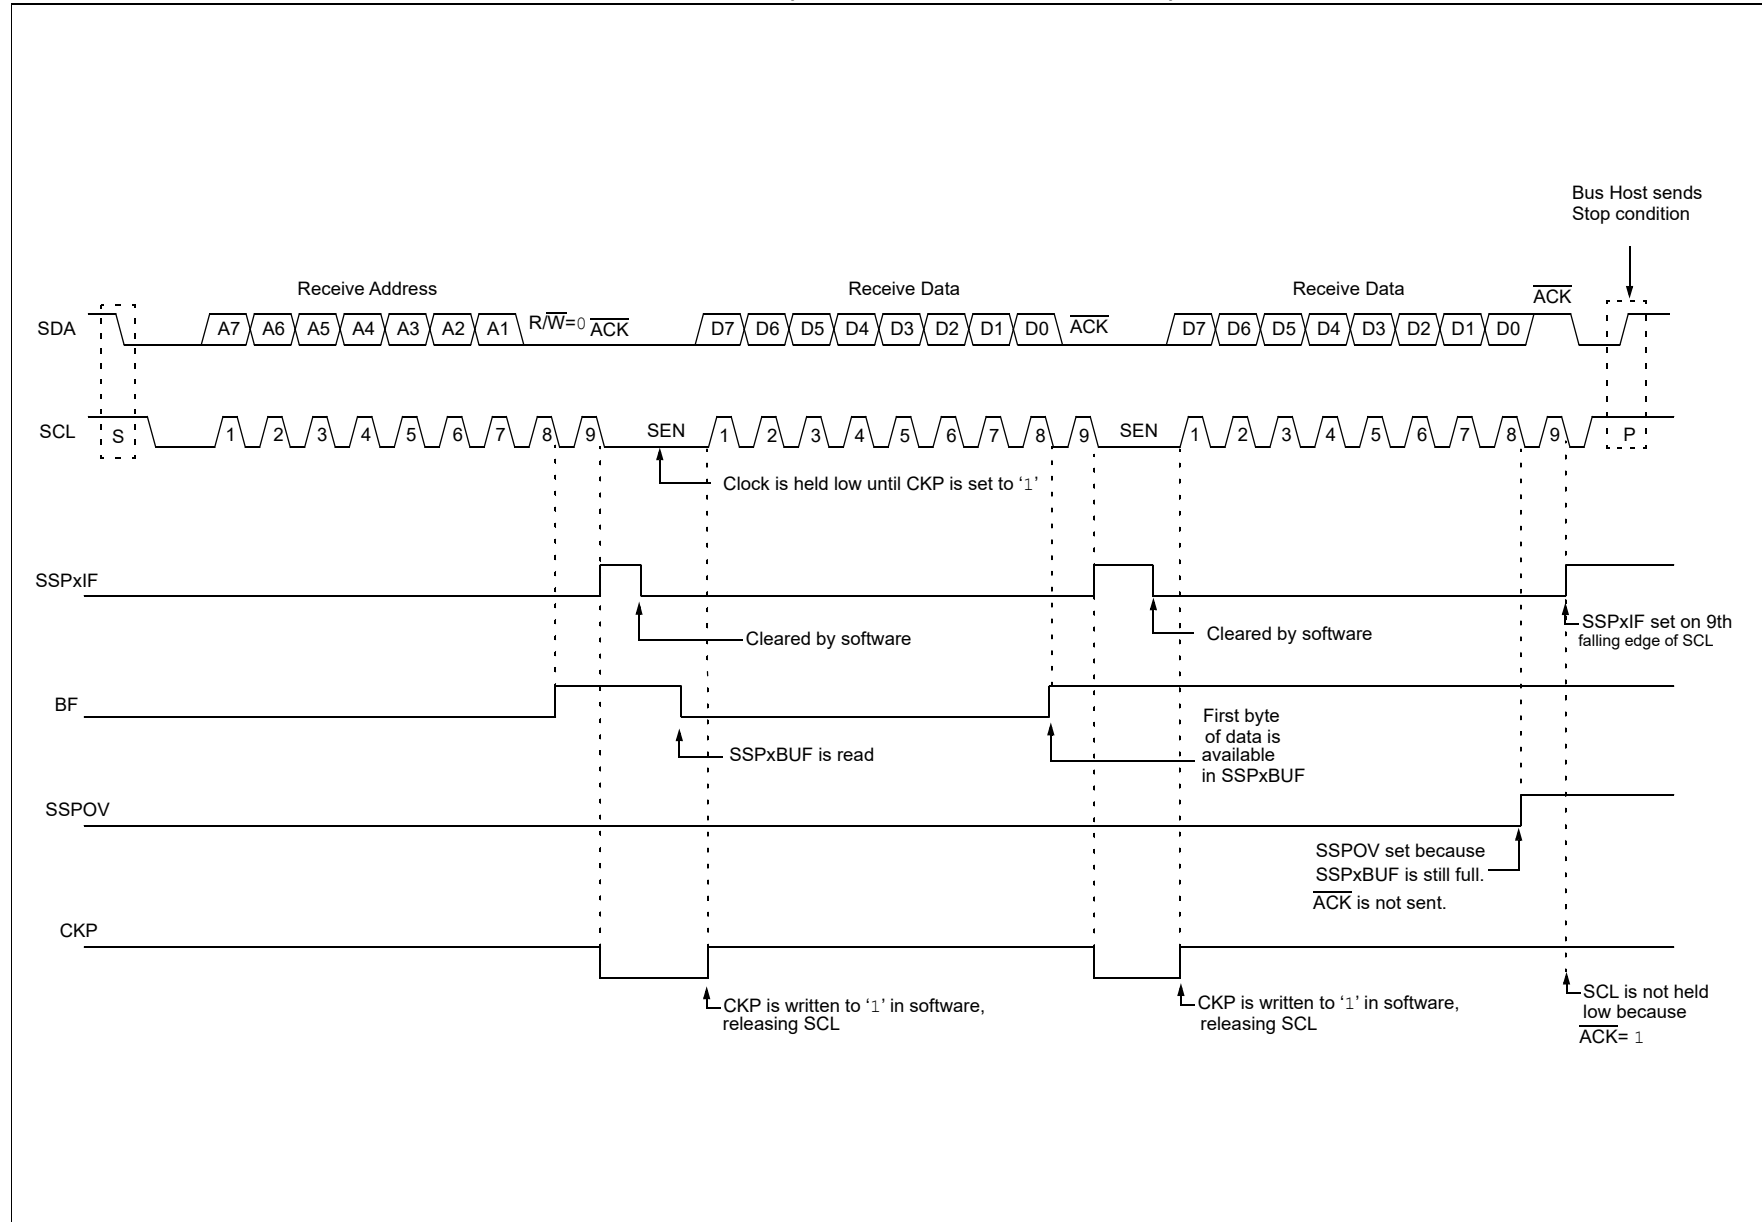 Bus Host sends
Stop condition
Receive Address
Receive Data
Receive Data
ACK
SDA
A7 A6 A5 A4 A3 A2 A1 R/W=0 ACK
D7 D6 D5 D4 D3 D2 D1 D0 ACK
D7 D6 D5 D4 D3 D2 D1 D0
SCL
S
1 2 3 4 5 6 7 8 9 SEN
1 2 3 4 5 6 7 8 9 SEN
1 2 3 4 5 6 7 8 9
P
Clock is held low until CKP is set to ‘1’
SSPxIF
Cleared by software
Cleared by software
SSPxIF set on 9th
falling edge of SCL
BF
SSPxBUF is read
First byte
of data is
available
in SSPxBUF
SSPOV
SSPOV set because
SSPxBUF is still full.
ACK is not sent.
CKP
CKP is written to ‘1’ in software,
releasing SCL
CKP is written to ‘1’ in software,
releasing SCL
SCL is not held
low because
ACK= 1